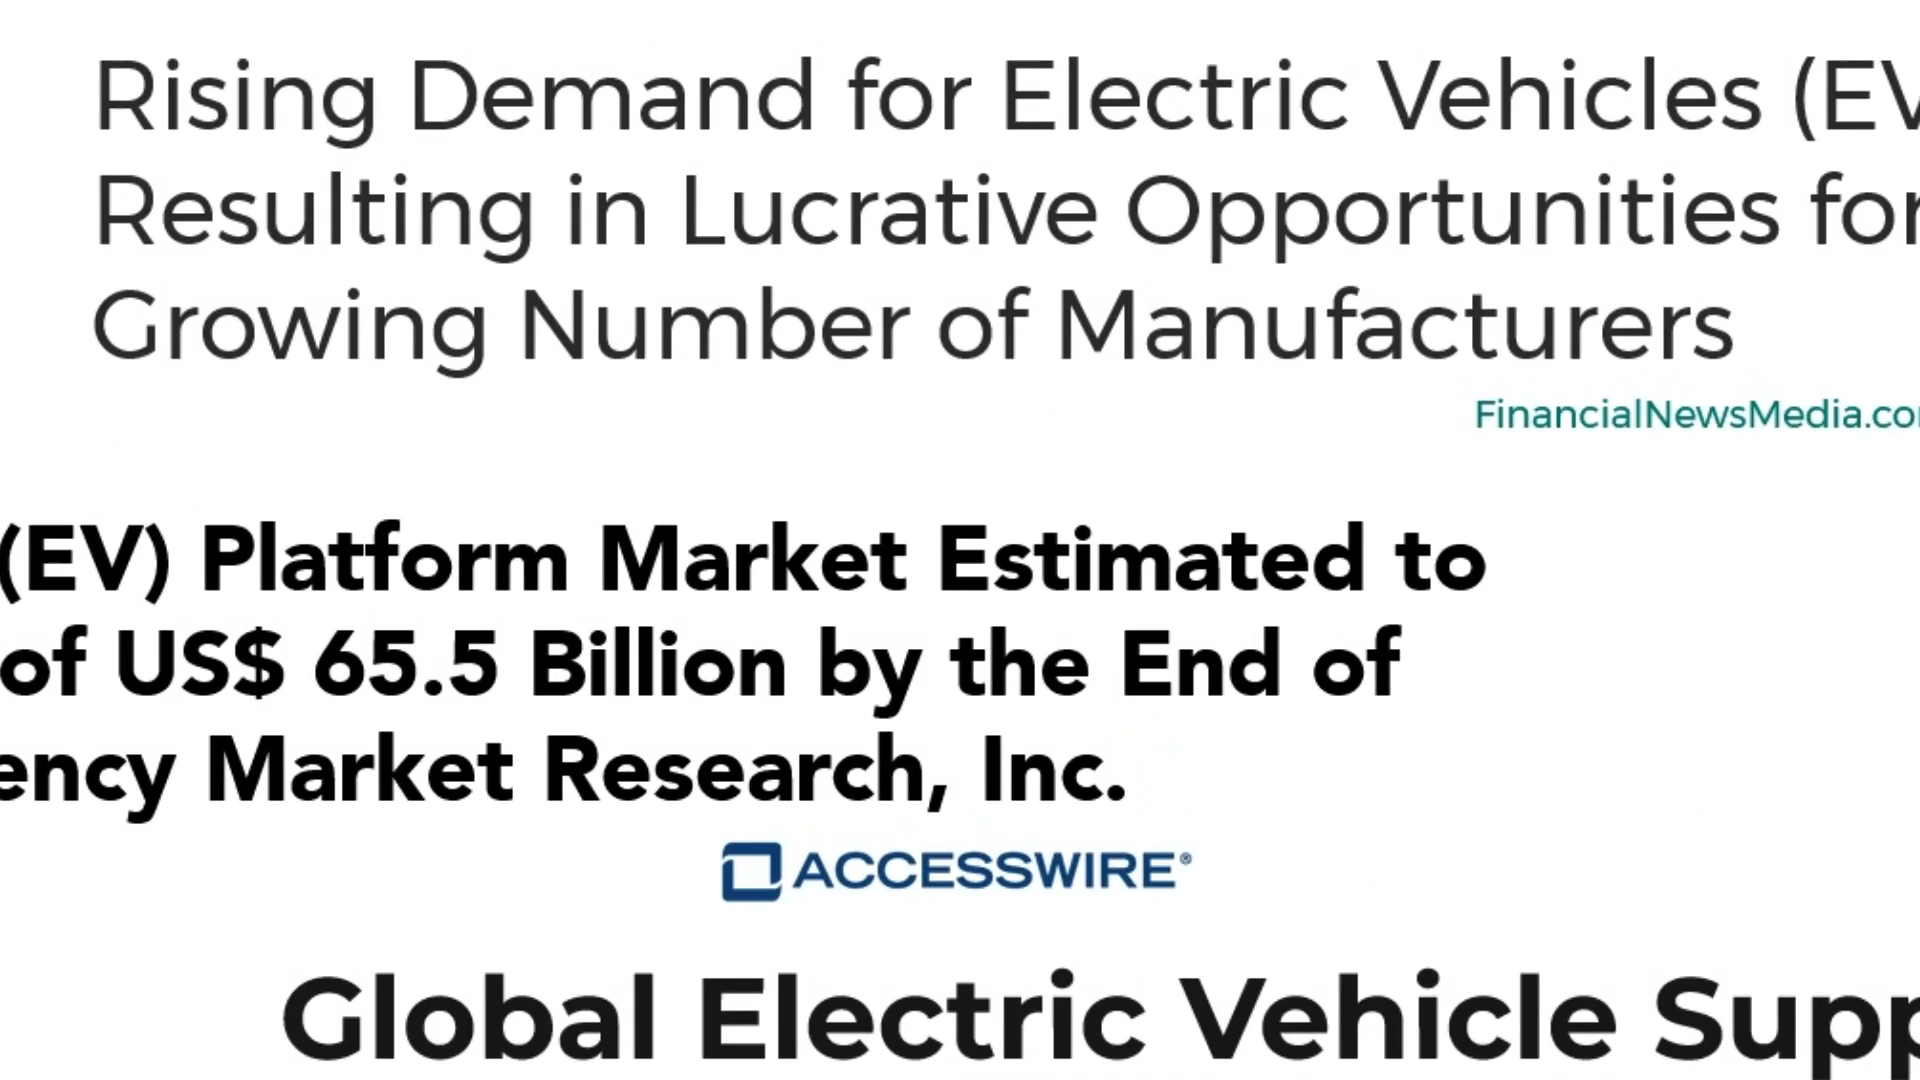 Rising Demand for Electric Vehicles (EV
Resulting in Lucrative Opportunities for
Growing Number of Manufacturers
FinancialNewsMedia.co
(EV) Platform Market Estimated to
of US$ 65.5 Billion by the End of
ency Market Research, Inc.
ACCESSWIRE®
Global Electric Vehicle Supp